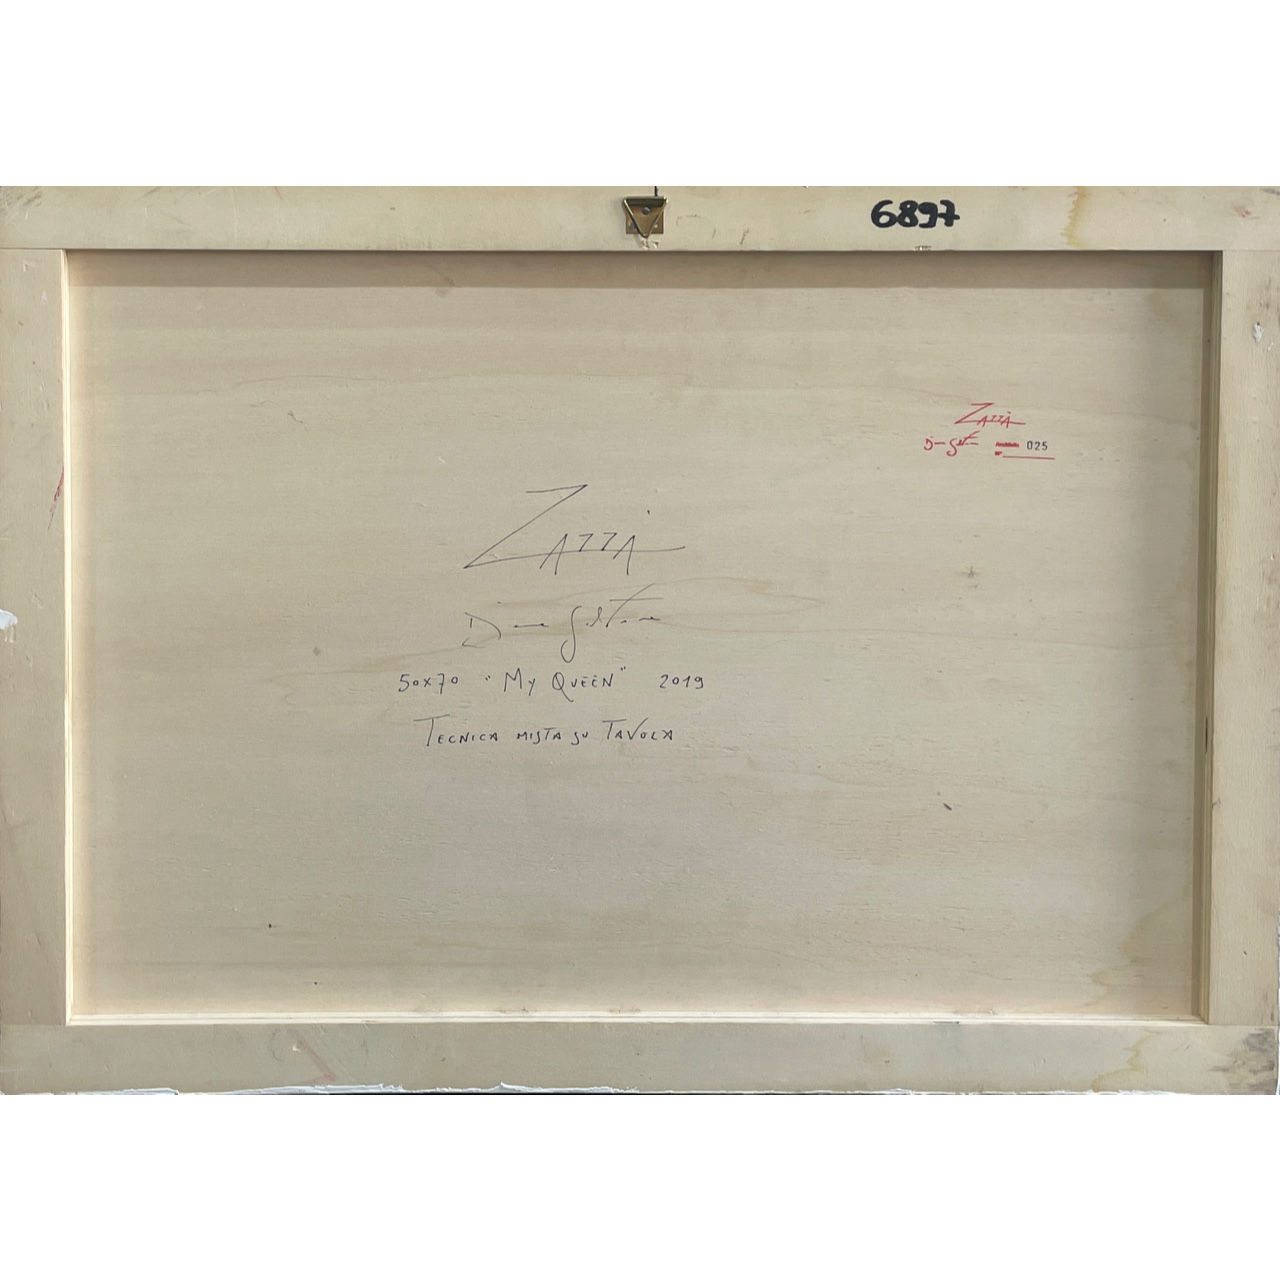 6897
ZAZZÀ
025
ZAZZÀ
50x70 "MY QUEEN" 2019
TECNICA MISTA SU TAVOLA